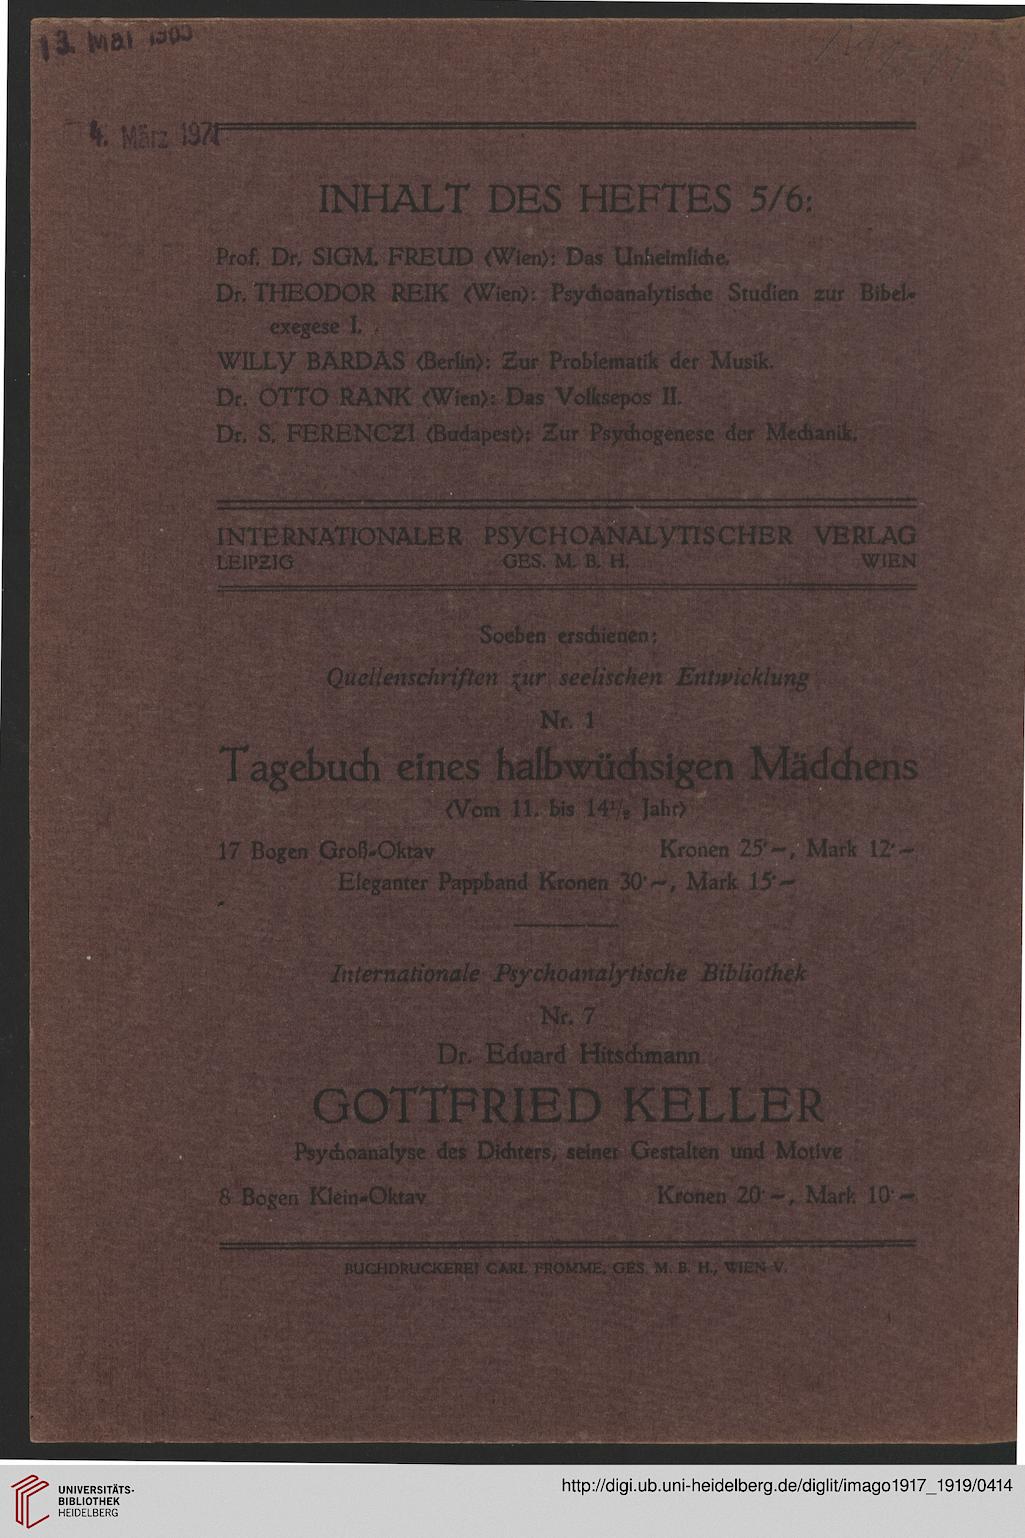 13. Mai
4. März 1971
INHALT DES HEFTES 5/6:
Prof. Dr. SIGM. FREUD (Wien): Das Unheimliche.
Dr. THEODOR REIK (Wien): Psychoanalytische Studien zur Bibel-
exegese I.
WILLY BARDAS (Berlin): Zur Problematik der Musik.
Dr. OTTO RANK (Wien): Das Volksepos II.
Dr. S. FERENCZI (Budapest): Zur Psychogenese der Mechanik.
INTERNATIONALER PSYCHOANALYTISCHER VERLAG
LEIPZIG GES. M. B. H. WIEN
Soeben erschienen:
Quellenschriften zur seelischen Entwicklung
Nr. 1
Tagebuch eines halbwüchsigen Mädchens
(Vom 11. bis 14½ Jahr)
17 Bogen Groß-Oktav Kronen 25·—, Mark 12·—
Eleganter Pappband Kronen 30·—, Mark 15·—
Internationale Psychoanalytische Bibliothek
Nr. 7
Dr. Eduard Hitschmann
GOTTFRIED KELLER
Psychoanalyse des Dichters, seiner Gestalten und Motive
8 Bogen Klein-Oktav Kronen 20·—, Mark 10·—
BUCHDRUCKEREI CARL FROMME, GES. M. B. H., WIEN V.
UNIVERSITÄTS-
BIBLIOTHEK
HEIDELBERG
http://digi.ub.uni-heidelberg.de/diglit/imago1917_1919/0414